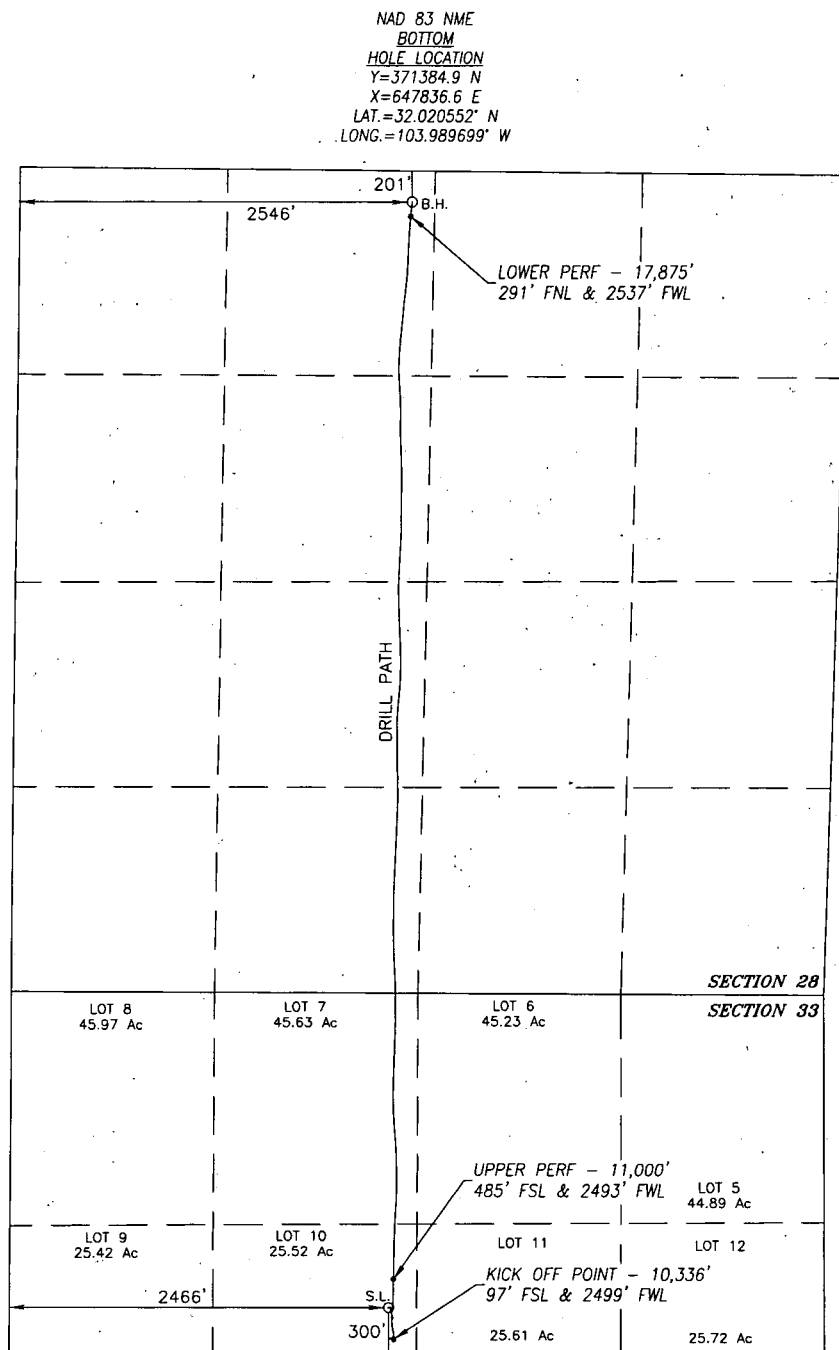 NAD 83 NME
BOTTOM
HOLE LOCATION
Y=371384.9 N
X=647836.6 E
LAT.=32.020552° N
LONG.=103.989699° W
201'
B.H.
2546'
LOWER PERF - 17,875'
291' FNL & 2537' FWL
DRILL PATH
SECTION 28
SECTION 33
LOT 8
45.97 Ac
LOT 7
45.63 Ac
LOT 6
45.23 Ac
UPPER PERF - 11,000'
485' FSL & 2493' FWL
LOT 5
44.89 Ac
LOT 9
25.42 Ac
LOT 10
25.52 Ac
LOT 11
LOT 12
KICK OFF POINT - 10,336'
97' FSL & 2499' FWL
2466'
S.L.
300'
25.61 Ac
25.72 Ac